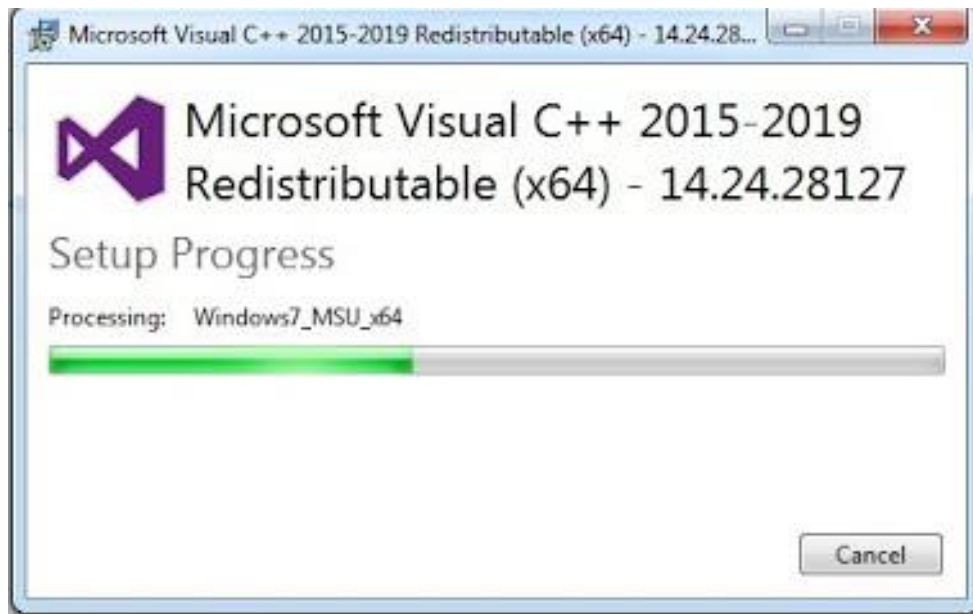 Microsoft Visual C++ 2015-2019 Redistributable (x64) - 14.24.28...
Microsoft Visual C++ 2015-2019
Redistributable (x64) - 14.24.28127
Setup Progress
Processing: Windows7_MSU_x64
Cancel